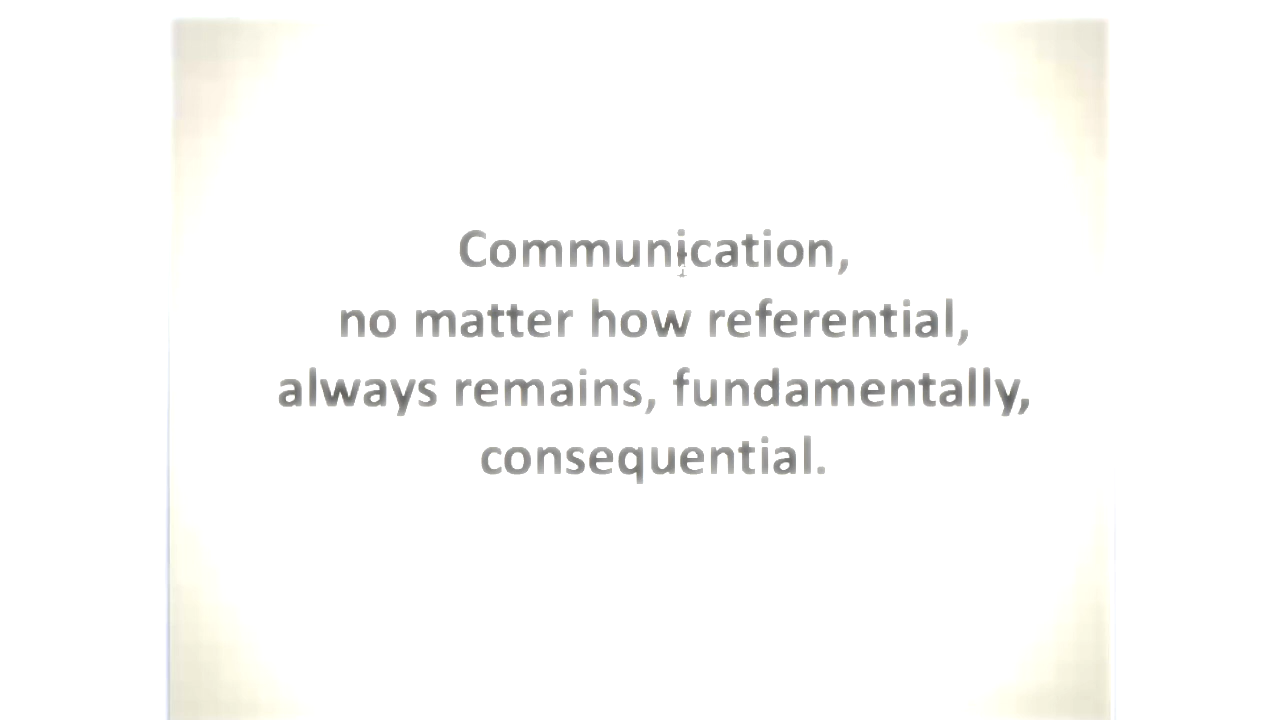 Communication,
no matter how referential,
always remains, fundamentally,
consequential.